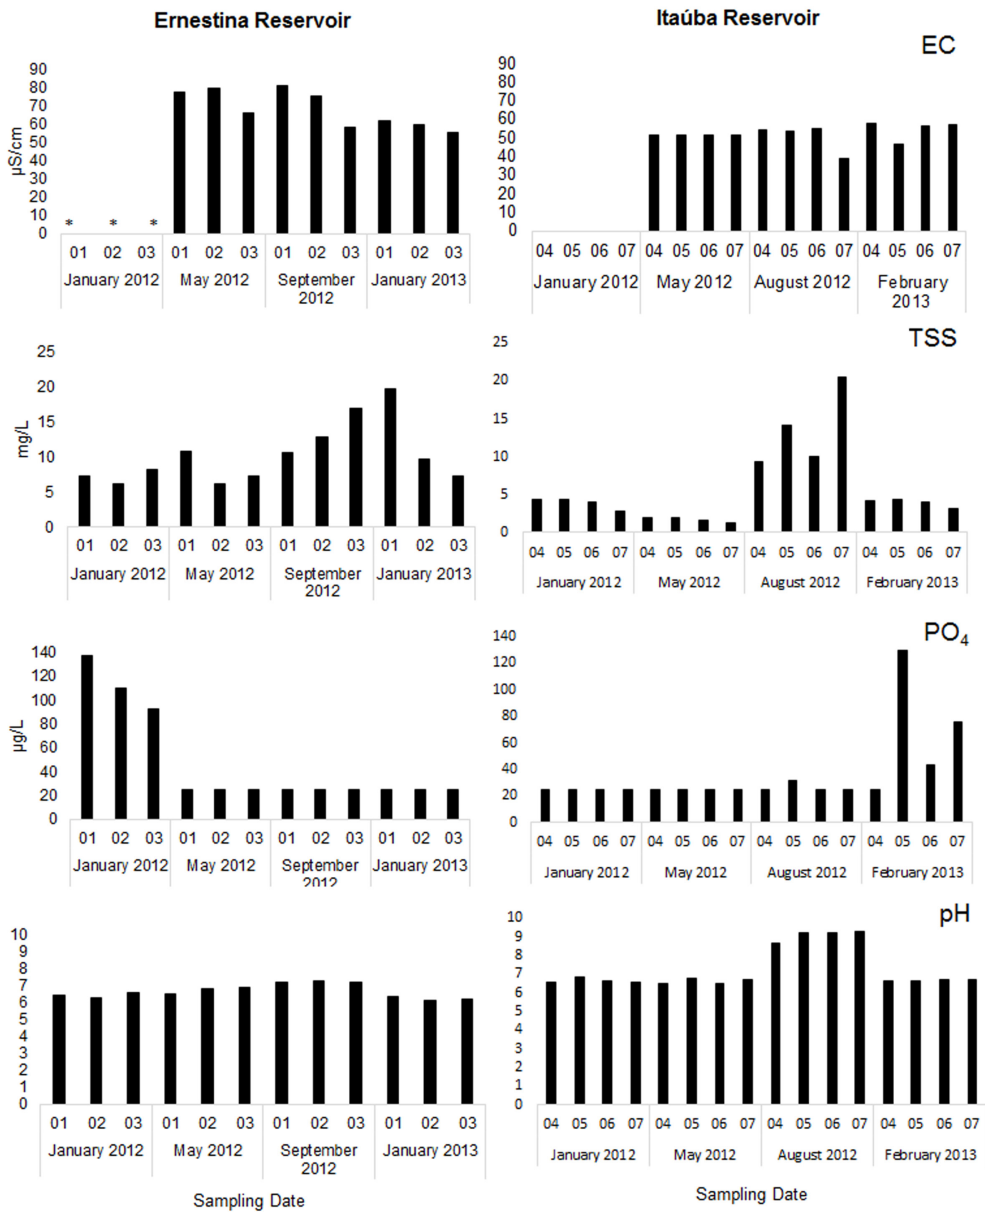 Ernestina Reservoir
Itaúba Reservoir
EC
90
80
70
60
50
40
30
20
10
0
µS/cm
* * *
01 02 03 01 02 03 01 02 03 01 02 03
January 2012 May 2012 September 2012 January 2013
90
80
70
60
50
40
30
20
10
0
04 05 06 07 04 05 06 07 04 05 06 07 04 05 06 07
January 2012 May 2012 August 2012 February 2013
TSS
25
20
15
10
5
0
mg/L
01 02 03 01 02 03 01 02 03 01 02 03
January 2012 May 2012 September 2012 January 2013
25
20
15
10
5
0
04 05 06 07 04 05 06 07 04 05 06 07 04 05 06 07
January 2012 May 2012 August 2012 February 2013
PO4
140
120
100
80
60
40
20
0
µg/L
01 02 03 01 02 03 01 02 03 01 02 03
January 2012 May 2012 September 2012 January 2013
140
120
100
80
60
40
20
0
04 05 06 07 04 05 06 07 04 05 06 07 04 05 06 07
January 2012 May 2012 August 2012 February 2013
pH
10
9
8
7
6
5
4
3
2
1
0
01 02 03 01 02 03 01 02 03 01 02 03
January 2012 May 2012 September 2012 January 2013
Sampling Date
10
9
8
7
6
5
4
3
2
1
0
04 05 06 07 04 05 06 07 04 05 06 07 04 05 06 07
January 2012 May 2012 August 2012 February 2013
Sampling Date